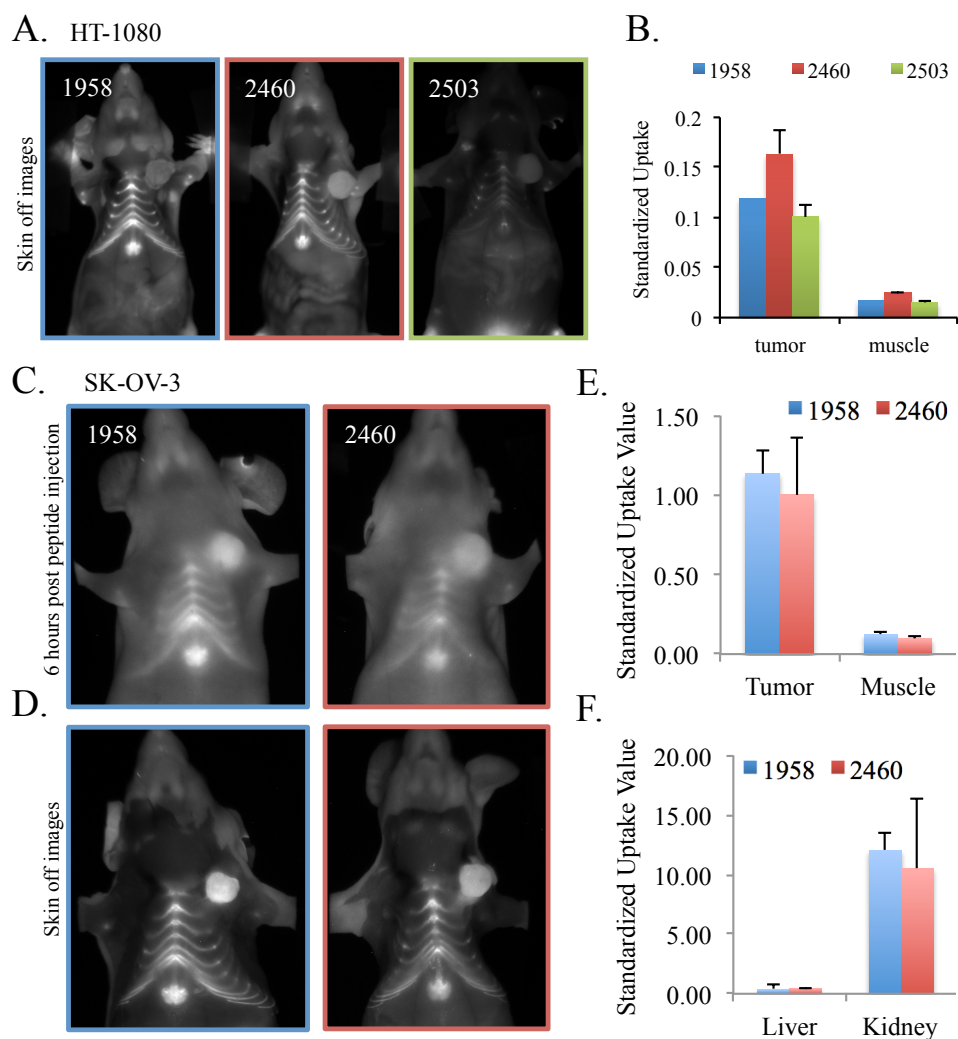 A. HT-1080
Skin off images
1958
2460
2503
B.
1958 2460 2503
Standardized Uptake
0.2
0.15
0.1
0.05
0
tumor muscle
C. SK-OV-3
6 hours post peptide injection
1958
2460
D.
Skin off images
E.
1958 2460
Standardized Uptake Value
1.50
1.00
0.50
0.00
Tumor Muscle
F.
1958 2460
Standardized Uptake Value
20.00
15.00
10.00
5.00
0.00
Liver Kidney